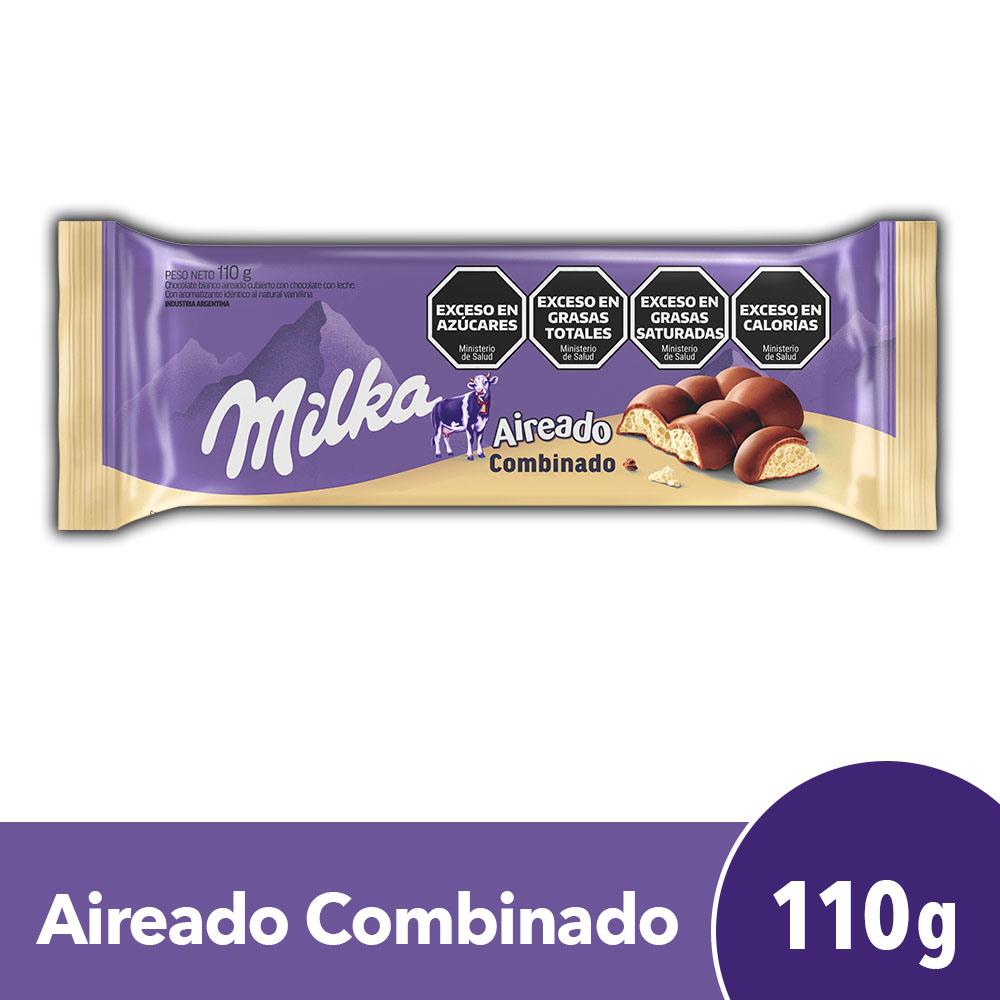 PESO NETO 110 g
Chocolate blanco aireado cubierto con chocolate con leche.
Con aromatizante idéntico al natural vainillina
INDUSTRIA ARGENTINA
EXCESO EN
AZÚCARES
Ministerio
de Salud
EXCESO EN
GRASAS
TOTALES
Ministerio
de Salud
EXCESO EN
GRASAS
SATURADAS
Ministerio
de Salud
EXCESO EN
CALORÍAS
Ministerio
de Salud
Milka
Aireado
Combinado
Aireado Combinado
110g